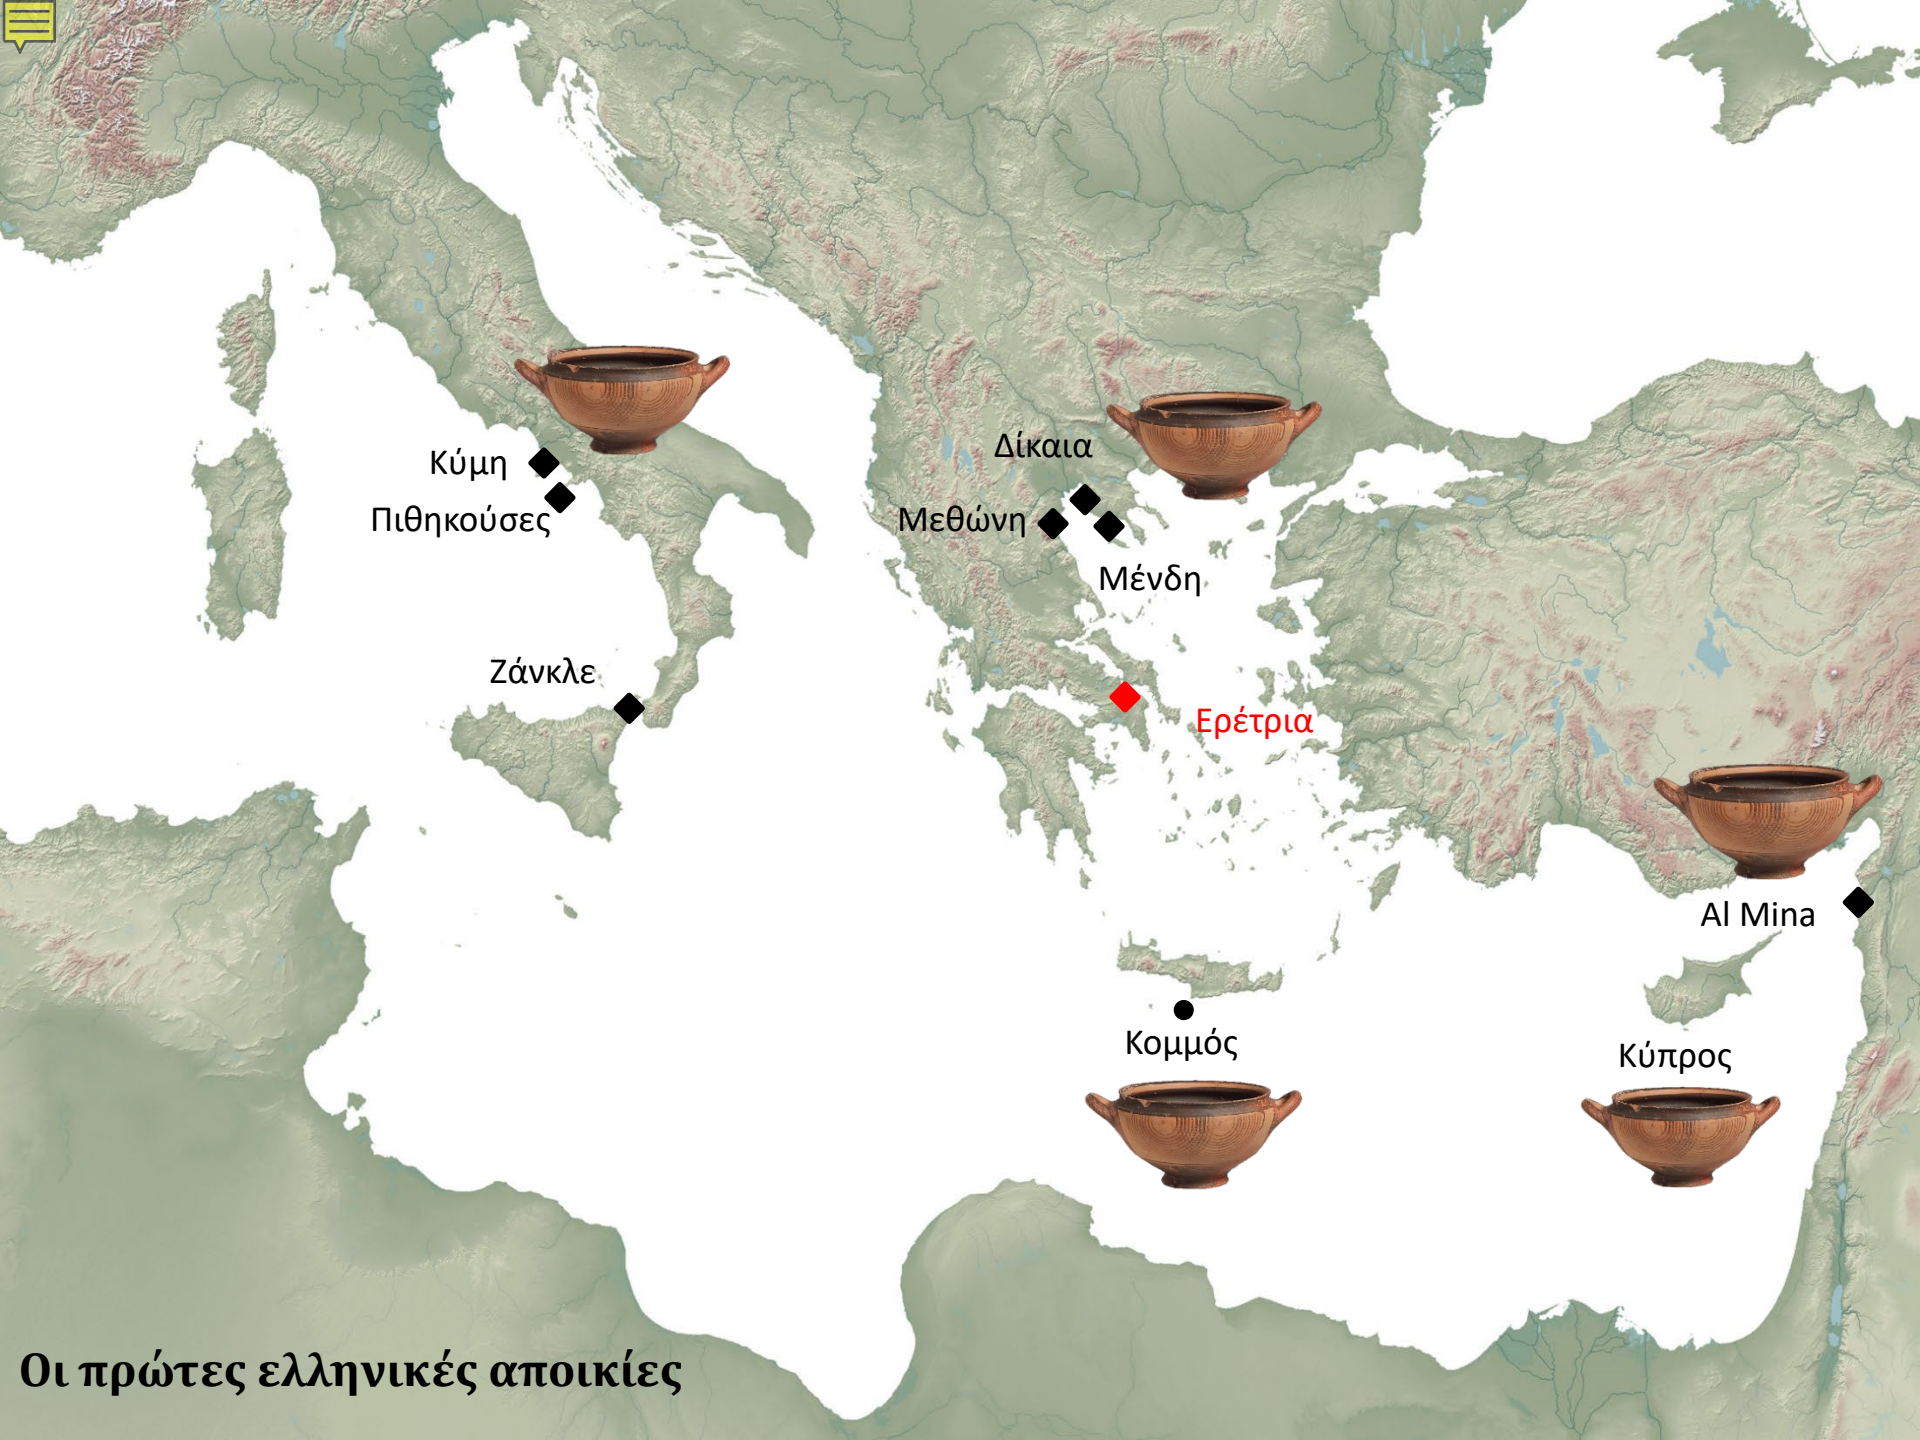 Δίκαια
Κύμη
Πιθηκούσες
Μεθώνη
Μένδη
Ζάνκλε
Ερέτρια
Al Mina
Κομμός
Κύπρος
Οι πρώτες ελληνικές αποικίες